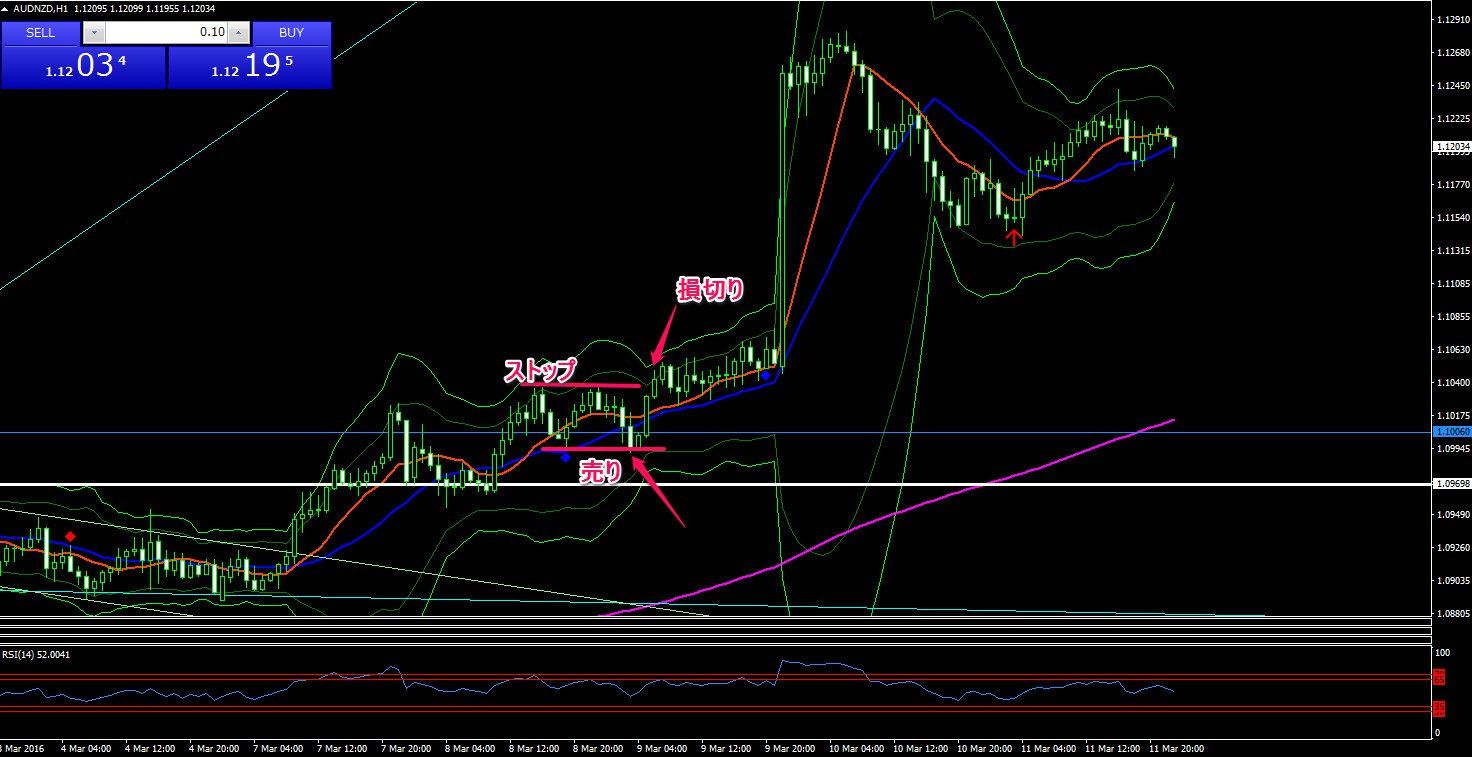 AUDNZD,H1 1.12095 1.12099 1.11955 1.12034
SELL
0.10
BUY
1.12 03 4
1.12 19 5
損切り
ストップ
売り
1.12910
1.12680
1.12450
1.12225
1.12034
1.11770
1.11540
1.11315
1.11085
1.10855
1.10630
1.10400
1.10175
1.10060
1.09945
1.09698
1.09490
1.09260
1.09035
1.08805
RSI(14) 52.0041
100
0
Mar 2016
4 Mar 04:00
4 Mar 12:00
4 Mar 20:00
7 Mar 04:00
7 Mar 12:00
7 Mar 20:00
8 Mar 04:00
8 Mar 12:00
8 Mar 20:00
9 Mar 04:00
9 Mar 12:00
9 Mar 20:00
10 Mar 04:00
10 Mar 12:00
10 Mar 20:00
11 Mar 04:00
11 Mar 12:00
11 Mar 20:00